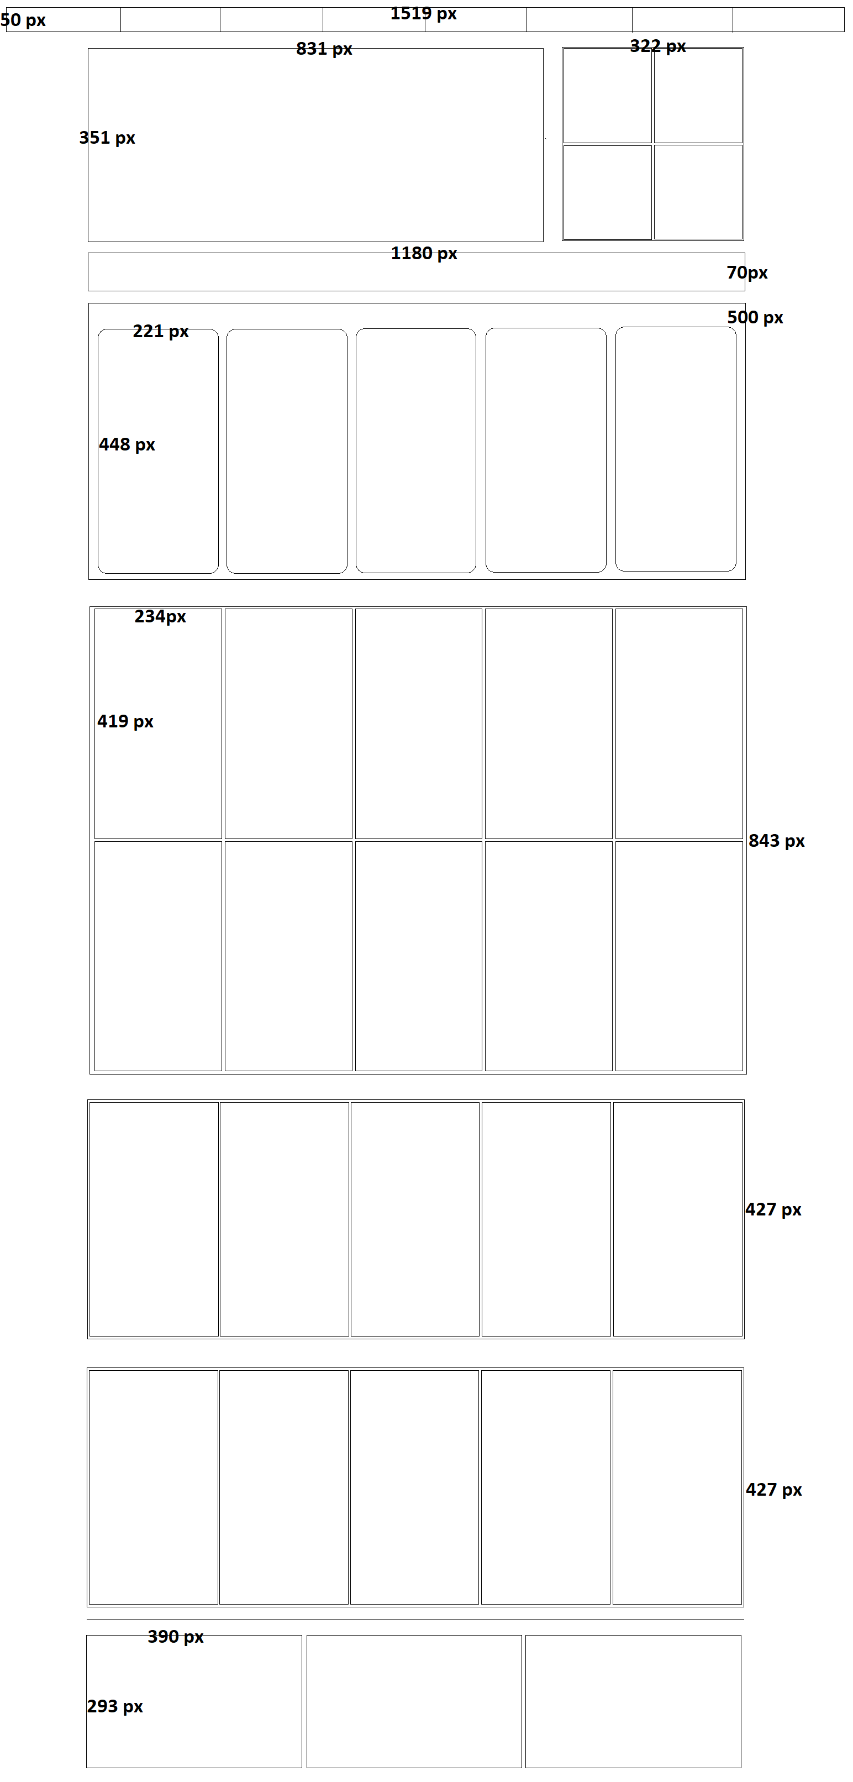 50 px
1519 px
831 px
322 px
351 px
1180 px
70px
500 px
221 px
448 px
234px
419 px
843 px
427 px
427 px
390 px
293 px